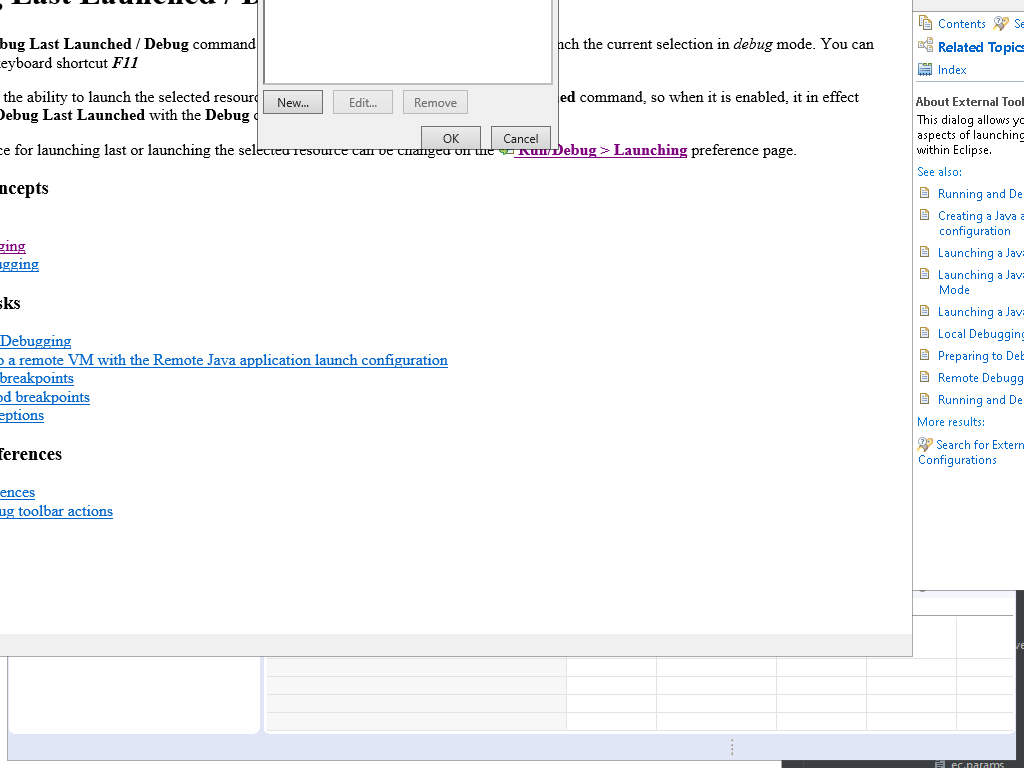 bug Last Launched / Debug command
nch the current selection in debug mode. You can
eyboard shortcut F11
the ability to launch the selected resour
ed command, so when it is enabled, it in effect
Debug Last Launched with the Debug
ce for launching last or launching the selected resource can be changed on the Run/Debug > Launching preference page.
New...
Edit...
Remove
OK
Cancel
ncepts
ging
ugging
sks
Debugging
o a remote VM with the Remote Java application launch configuration
breakpoints
od breakpoints
eptions
ferences
ences
ug toolbar actions
Contents
Se
Related Topics
Index
About External Tool
This dialog allows yo
aspects of launching
within Eclipse.
See also:
Running and De
Creating a Java a
configuration
Launching a Java
Launching a Java
Mode
Launching a Java
Local Debugging
Preparing to Deb
Remote Debugg
Running and De
More results:
Search for Extern
Configurations
ve
ec.params